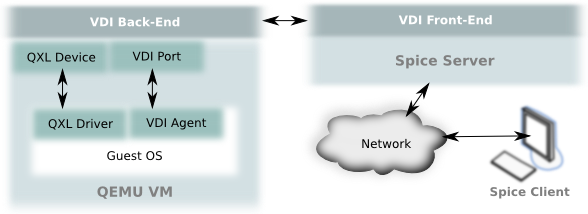 VDI Back-End
VDI Front-End
QXL Device
VDI Port
Spice Server
QXL Driver
VDI Agent
Guest OS
QEMU VM
Network
Spice Client